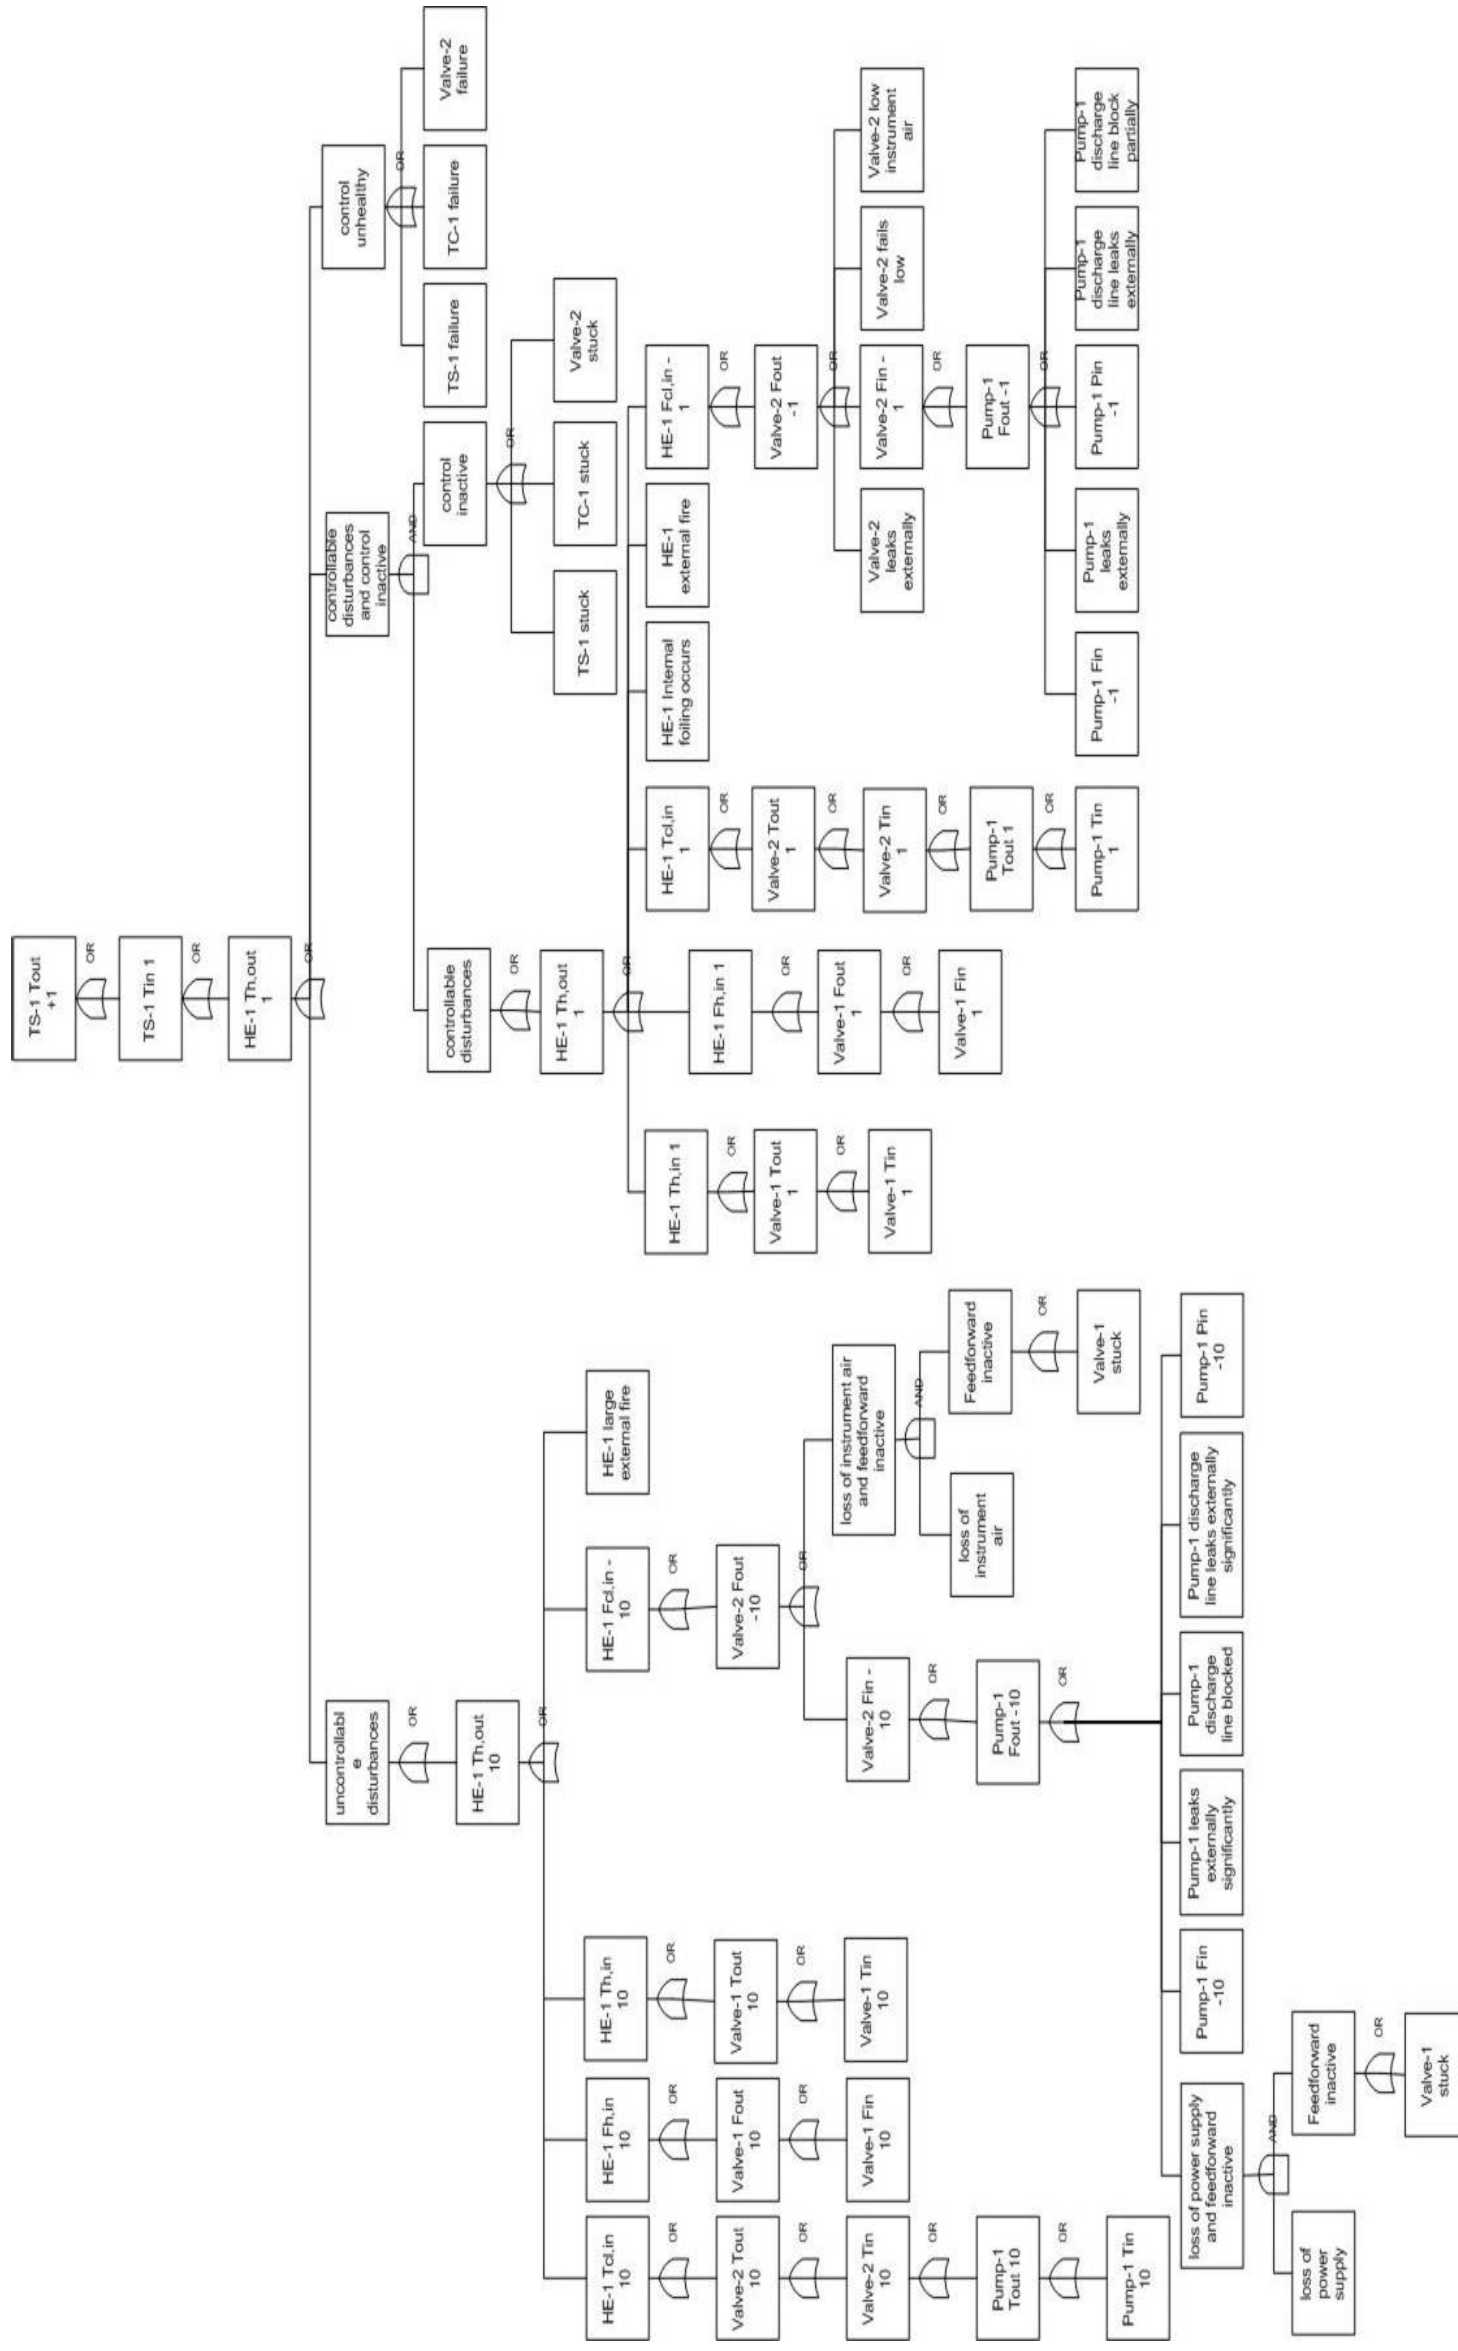 TS-1 Tout
+1
OR
TS-1 Tin 1
OR
HE-1 Th,out
1
OR
uncontrollabl
e
disturbances
OR
HE-1 Th,out
10
OR
HE-1 Tcl,in
10
OR
Valve-2 Tout
10
OR
Valve-2 Tin
10
OR
Pump-1
Tout 10
OR
Pump-1 Tin
10
HE-1 Fh,in
10
OR
Valve-1 Fout
10
OR
Valve-1 Fin
10
HE-1 Th,in
10
OR
Valve-1 Tout
10
OR
Valve-1 Tin
10
HE-1 Fcl,in -
10
OR
Valve-2 Fout
-10
OR
Valve-2 Fin -
10
OR
Pump-1
Fout -10
OR
loss of power supply
and feedforward
inactive
AND
loss of
power
supply
Feedforward
inactive
OR
Valve-1
stuck
Pump-1 Fin
-10
Pump-1 leaks
externally
significantly
Pump-1
discharge
line blocked
Pump-1 discharge
line leaks externally
significantly
Pump-1 Pin
-10
loss of instrument air
and feedforward
inactive
AND
loss of
instrument
air
Feedforward
inactive
OR
Valve-1
stuck
HE-1 large
external fire
controllable
disturbances
and control
inactive
AND
controllable
disturbances
OR
HE-1 Th,out
1
OR
HE-1 Th,in 1
OR
Valve-1 Tout
1
OR
Valve-1 Tin
1
HE-1 Fh,in 1
OR
Valve-1 Fout
1
OR
Valve-1 Fin
1
HE-1 Tcl,in
1
OR
Valve-2 Tout
1
OR
Valve-2 Tin
1
OR
Pump-1
Tout 1
OR
Pump-1 Tin
1
HE-1 Internal
foiling occurs
HE-1
external fire
HE-1 Fcl,in -
1
OR
Valve-2 Fout
-1
OR
Valve-2
leaks
externally
Valve-2 Fin -
1
OR
Pump-1
Fout -1
OR
Pump-1 Fin
-1
Pump-1
leaks
externally
Pump-1 Pin
-1
Pump-1
discharge
line leaks
externally
Pump-1
discharge
line block
partially
Valve-2 fails
low
Valve-2 low
instrument
air
control
inactive
OR
TS-1 stuck
TC-1 stuck
Valve-2
stuck
control
unhealthy
OR
TS-1 failure
TC-1 failure
Valve-2
failure